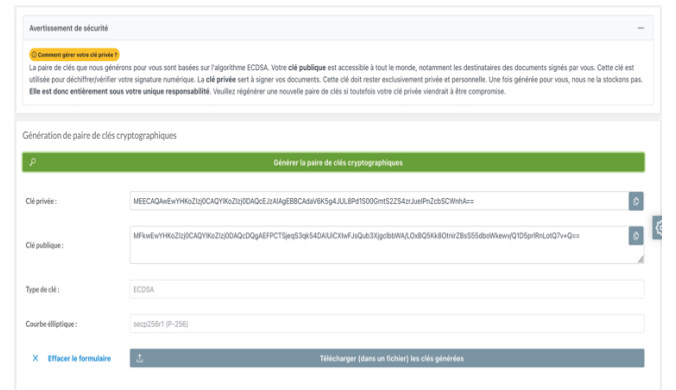 Avertissement de sécurité
Comment gérer votre clé privée ?
La paire de clés que nous générons pour vous sont basées sur l'algorithme ECDSA. Votre clé publique est accessible à tout le monde, notamment les destinataires des documents signés par vous. Cette clé est
utilisée pour déchiffrer/vérifier votre signature numérique. La clé privée sert à signer vos documents. Cette clé doit rester exclusivement privée et personnelle. Une fois générée pour vous, nous ne la stockons pas.
Elle est donc entièrement sous votre unique responsabilité. Veuillez régénérer une nouvelle paire de clés si toutefois votre clé privée viendrait à être compromise.
Génération de paire de clés cryptographiques
Générer la paire de clés cryptographiques
Clé privée :
Clé publique :
Type de clé :
ECDSA
Courbe élliptique :
secp256r1 (P-256)
Effacer le formulaire
Télécharger (dans un fichier) les clés générées